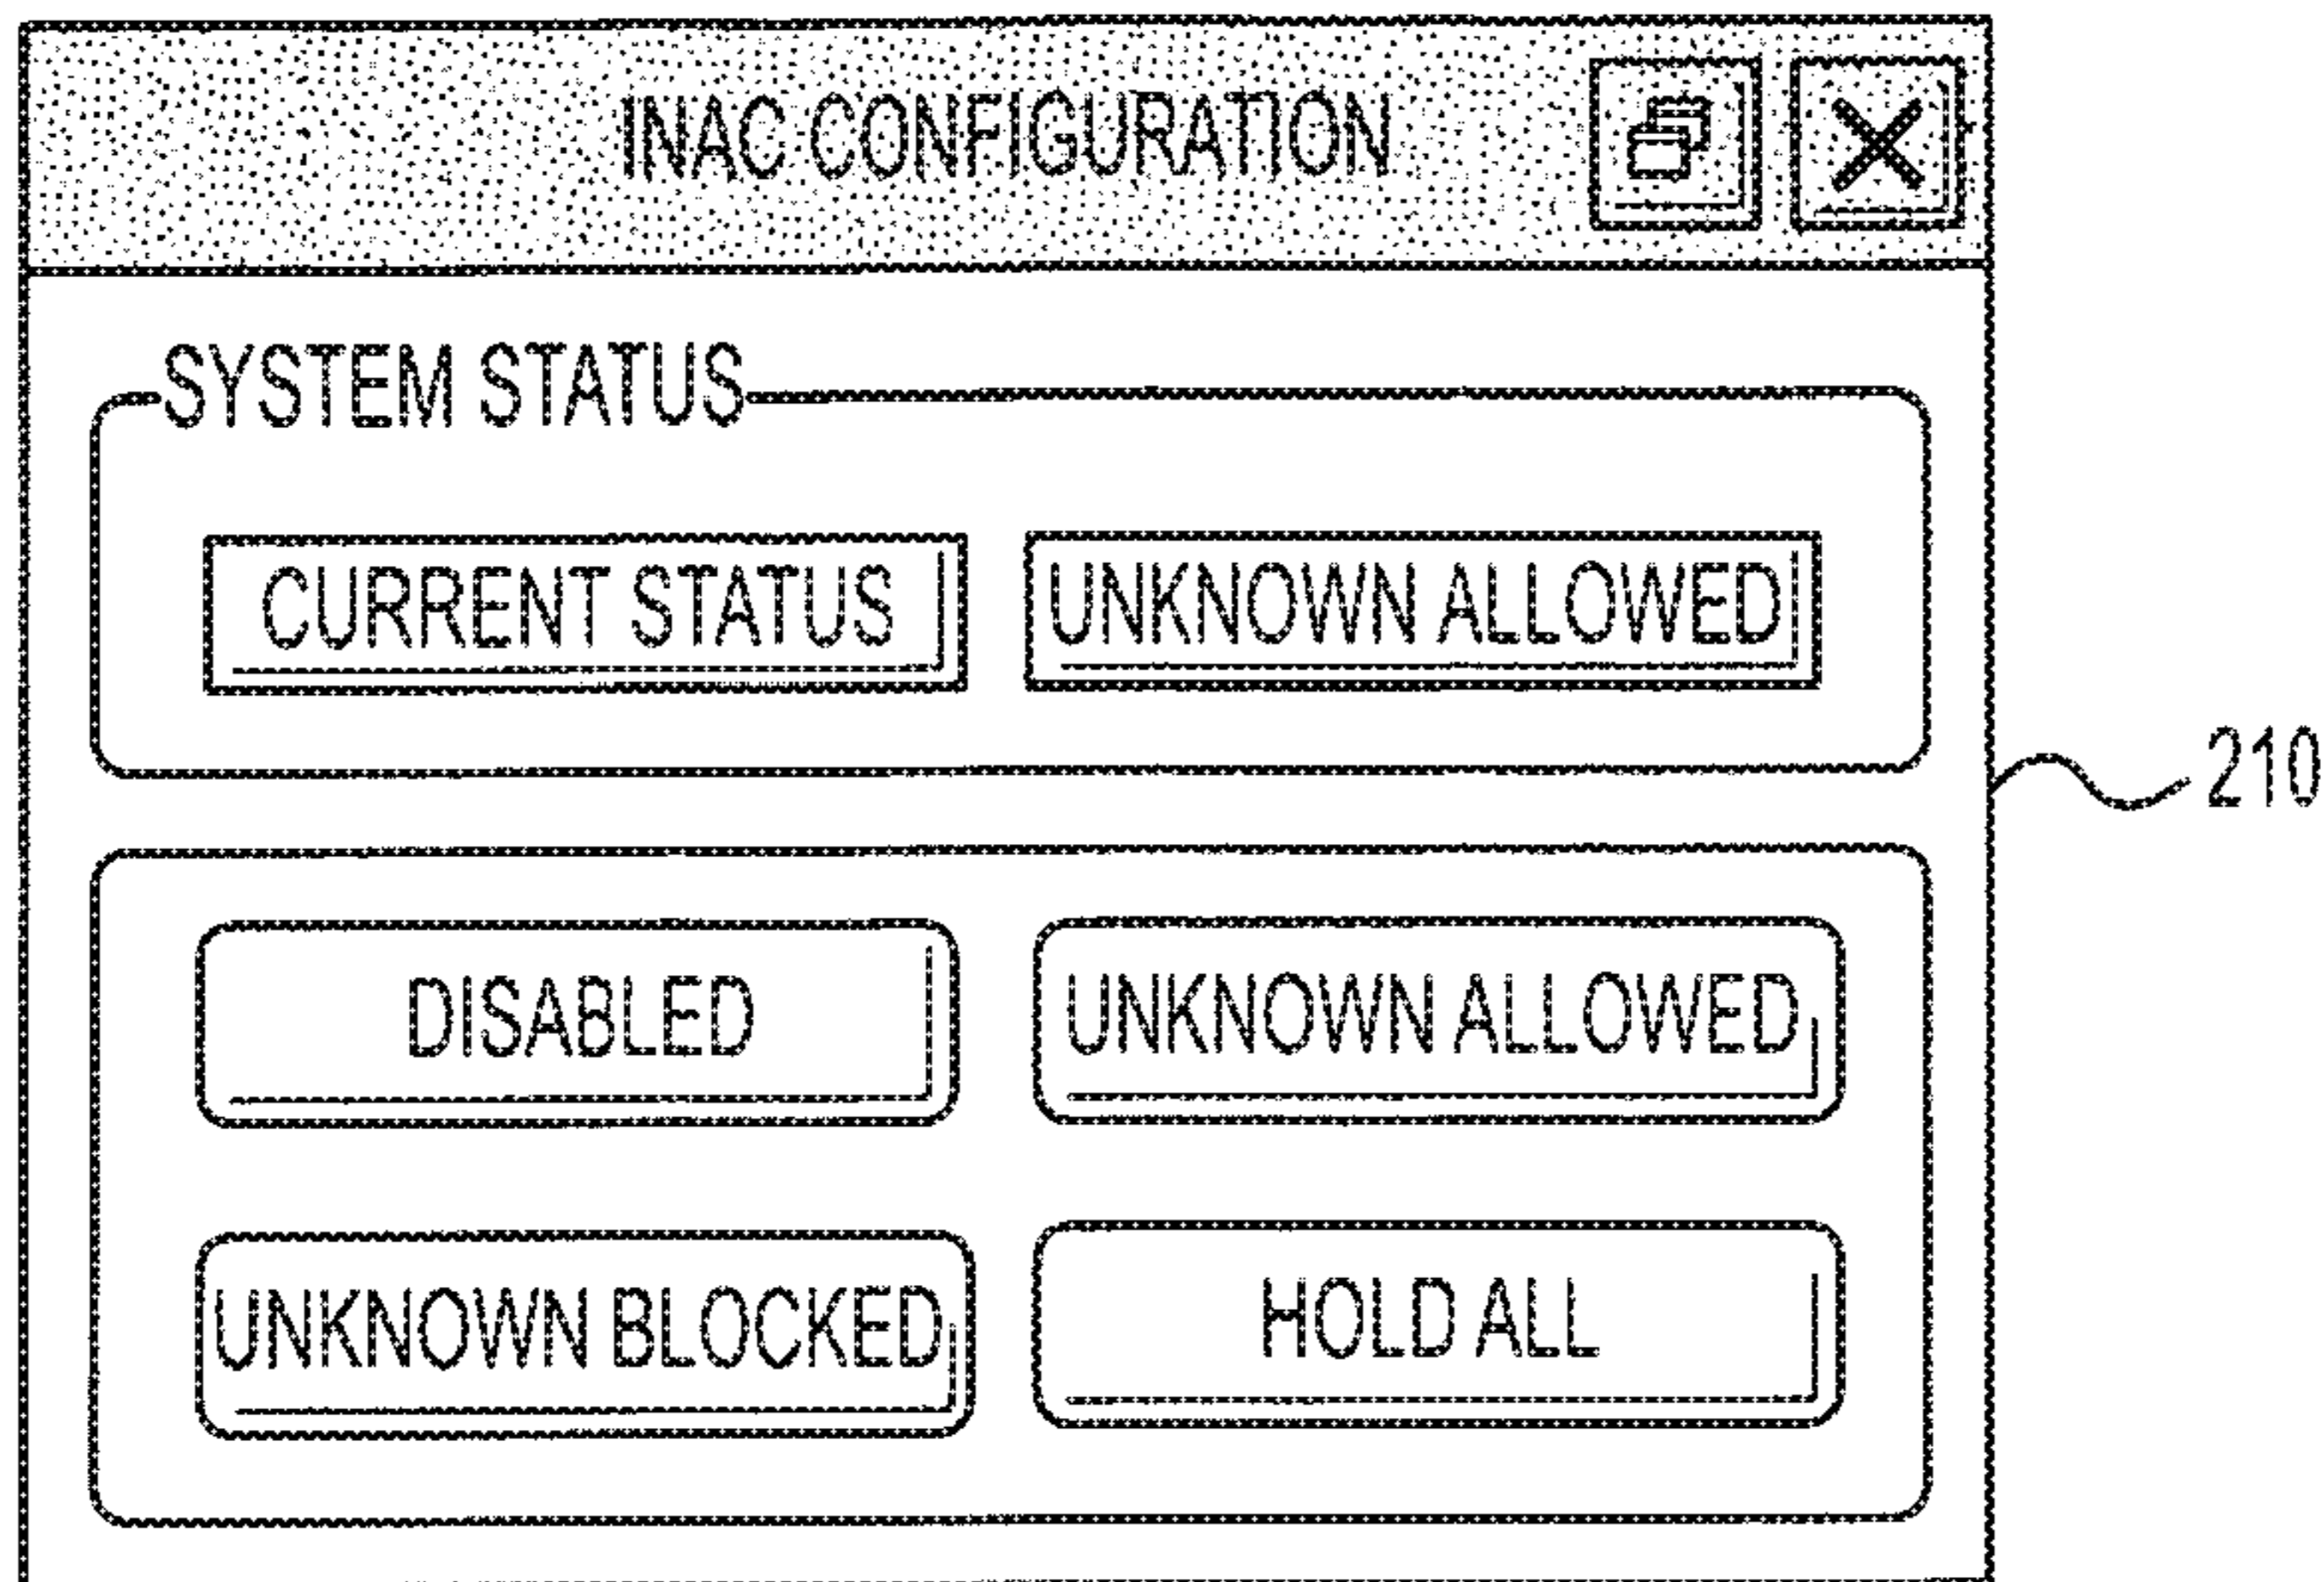 INAC CONFIGURATION
SYSTEM STATUS
CURRENT STATUS UNKNOWN ALLOWED
210
DISABLED UNKNOWN ALLOWED
UNKNOWN BLOCKED HOLD ALL